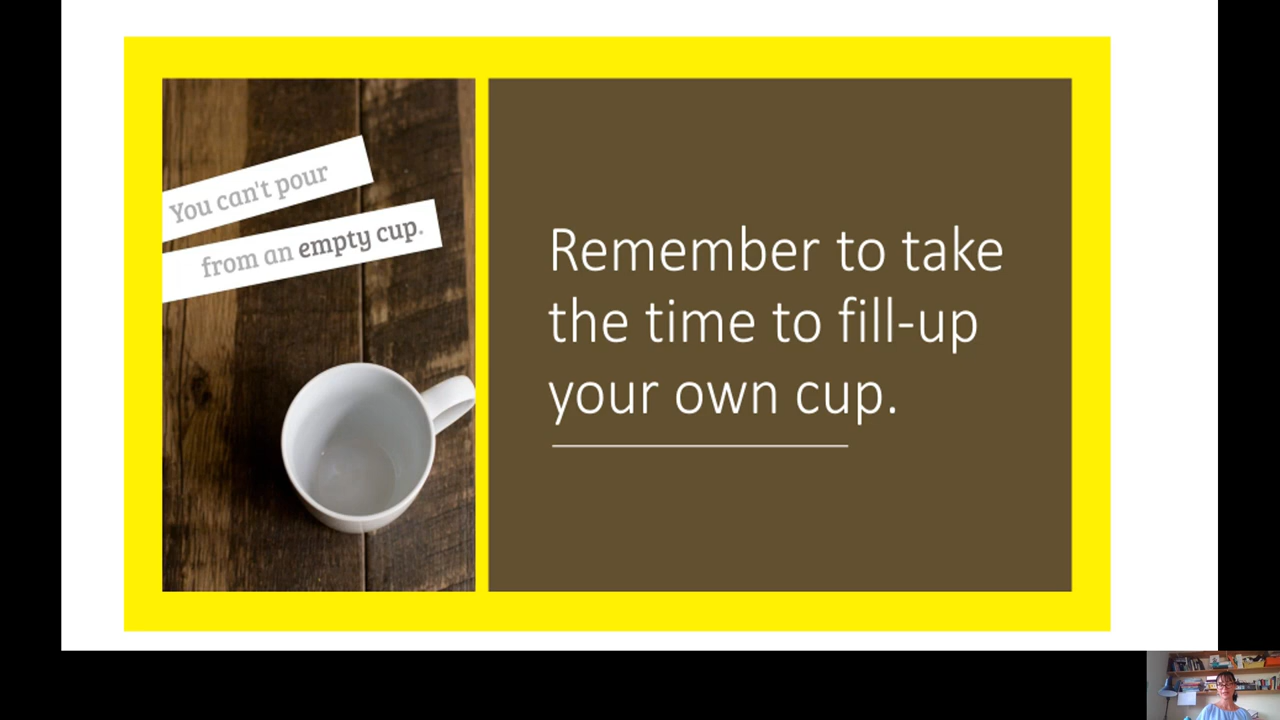 You can't pour
from an empty cup.
Remember to take
the time to fill-up
your own cup.